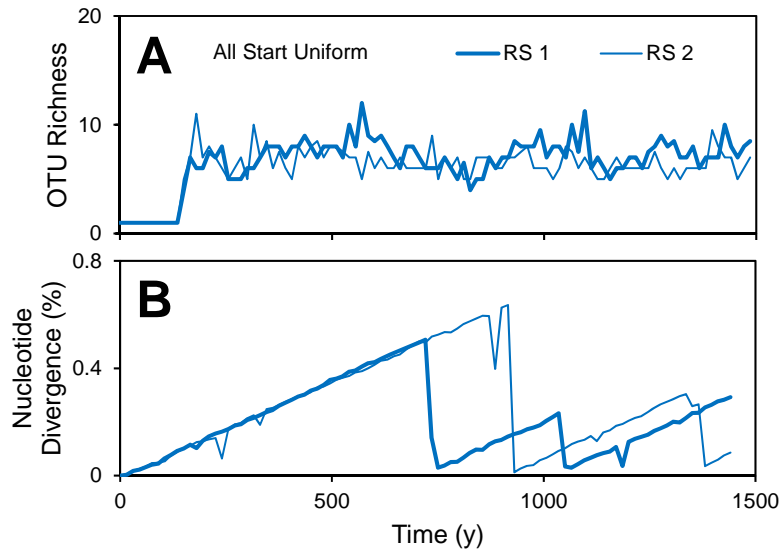 20
A
All Start Uniform
RS 1
RS 2
OTU Richness
10
0
0.8
B
Nucleotide
Divergence (%)
0.4
0
0
500
1000
1500
Time (y)